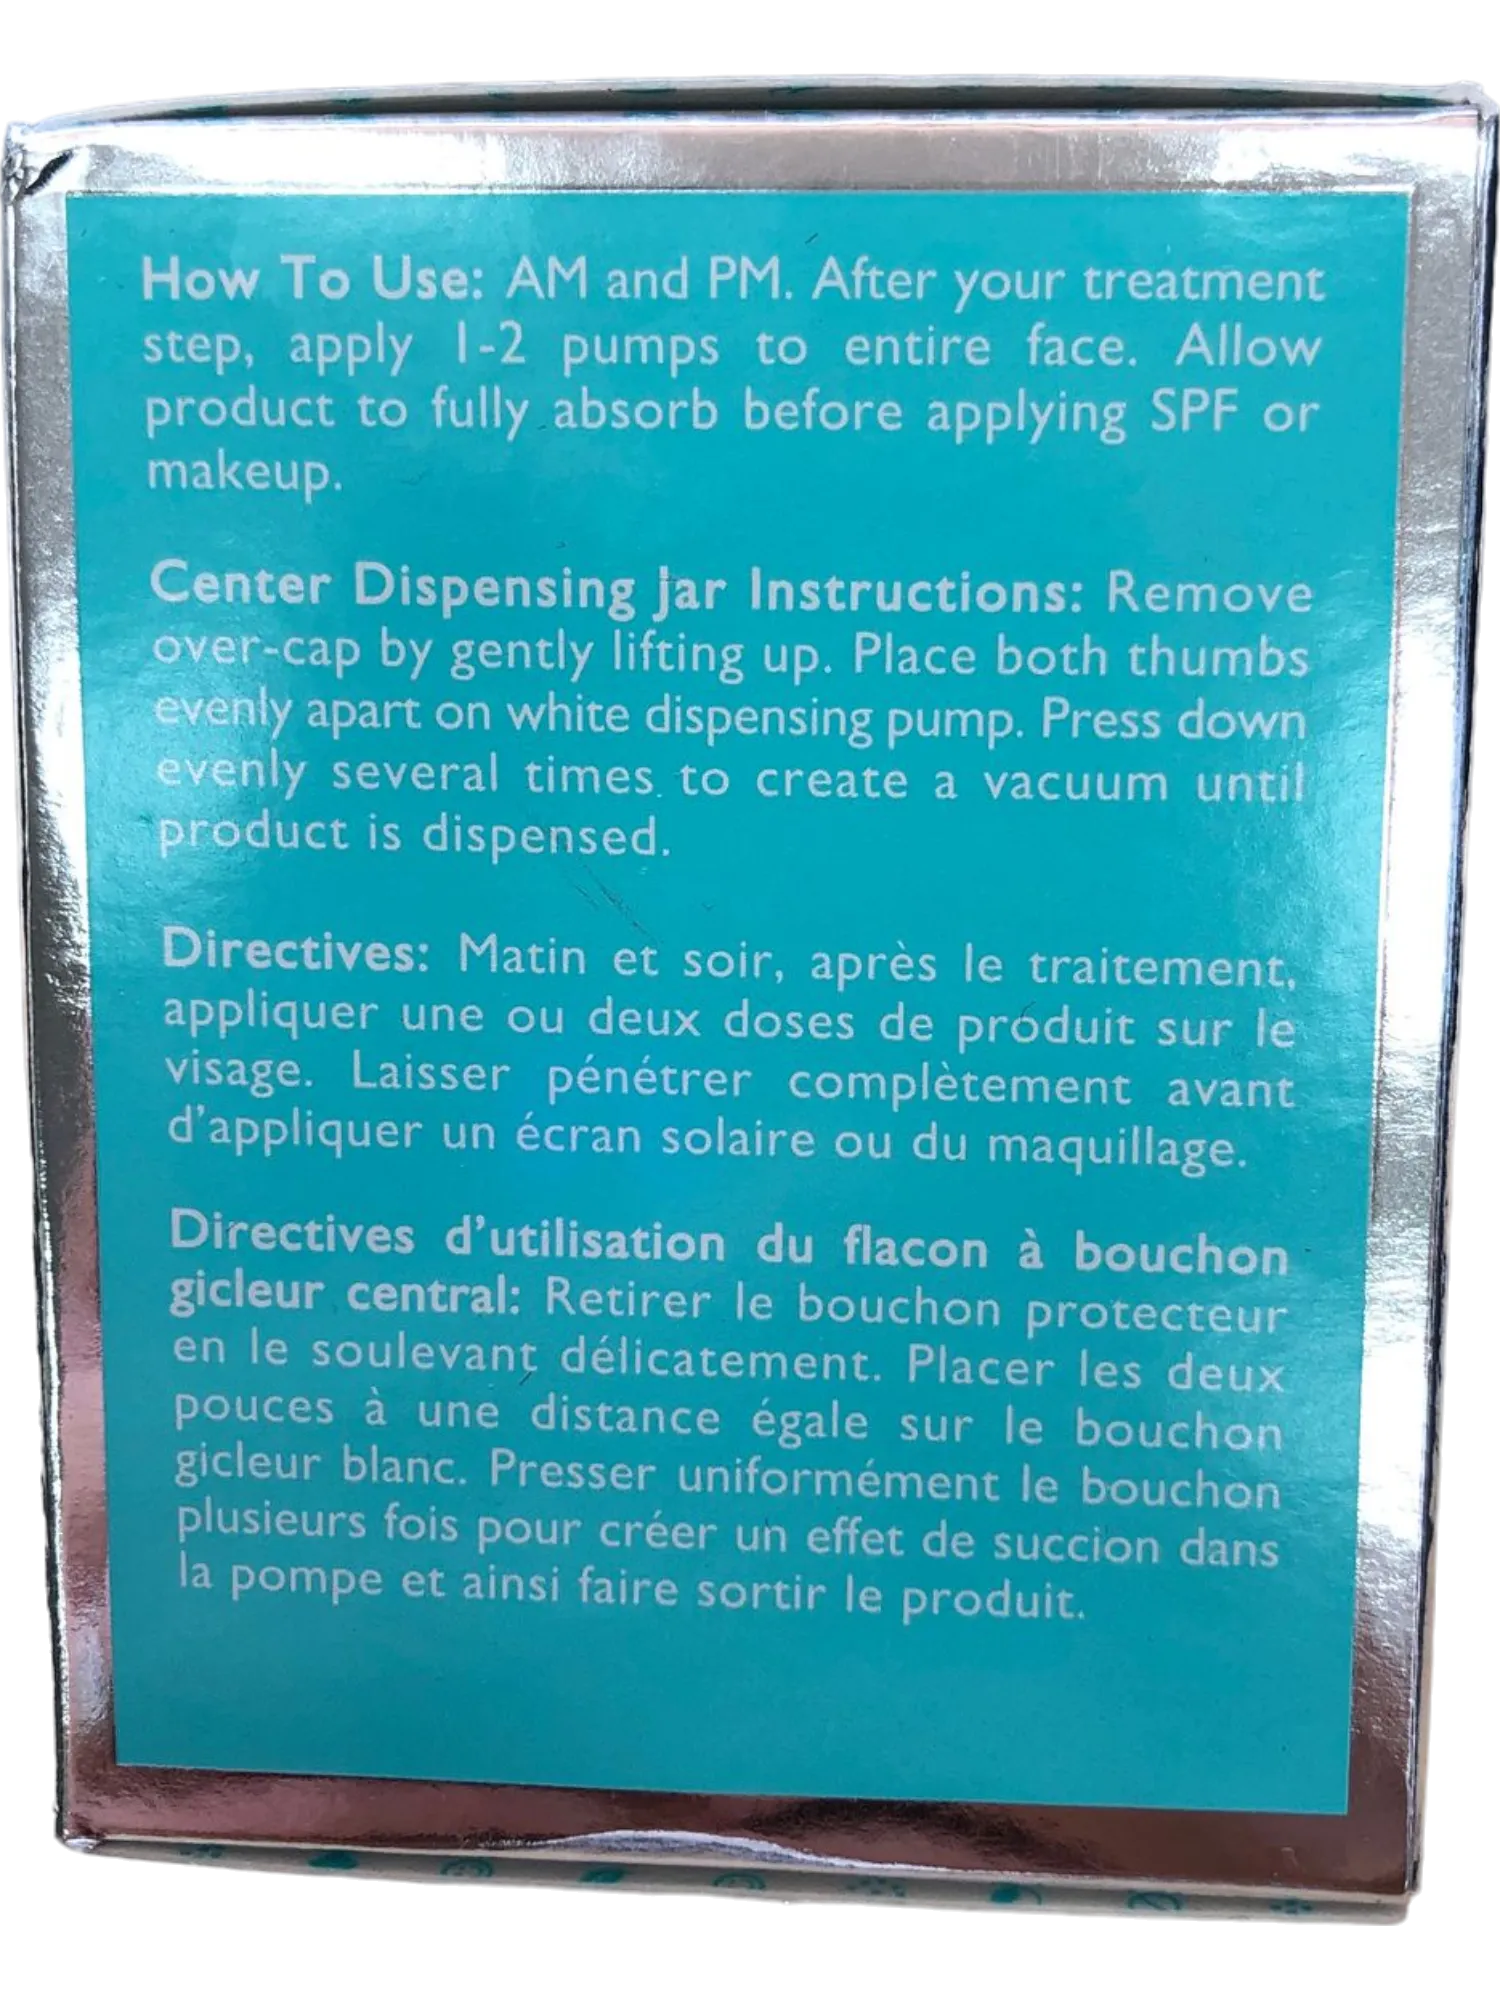 How To Use: AM and PM. After your treatment
step, apply 1-2 pumps to entire face. Allow
product to fully absorb before applying SPF or
makeup.
Center Dispensing Jar Instructions: Remove
over-cap by gently lifting up. Place both thumbs
evenly apart on white dispensing pump. Press down
evenly several times to create a vacuum until
product is dispensed.
Directives: Matin et soir, après le traitement,
appliquer une ou deux doses de produit sur le
visage. Laisser pénétrer complètement avant
d'appliquer un écran solaire ou du maquillage.
Directives d'utilisation du flacon à bouchon
gicleur central: Retirer le bouchon protecteur
en le soulevant délicatement. Placer les deux
pouces à une distance égale sur le bouchon
gicleur blanc. Presser uniformément le bouchon
plusieurs fois pour créer un effet de succion dans
la pompe et ainsi faire sortir le produit.